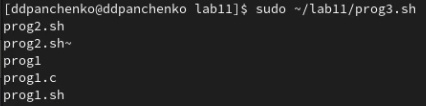 [ddpanchenko@ddpanchenko lab11]$ sudo ~/lab11/prog3.sh
prog2.sh
prog2.sh~
prog1
prog1.c
prog1.sh